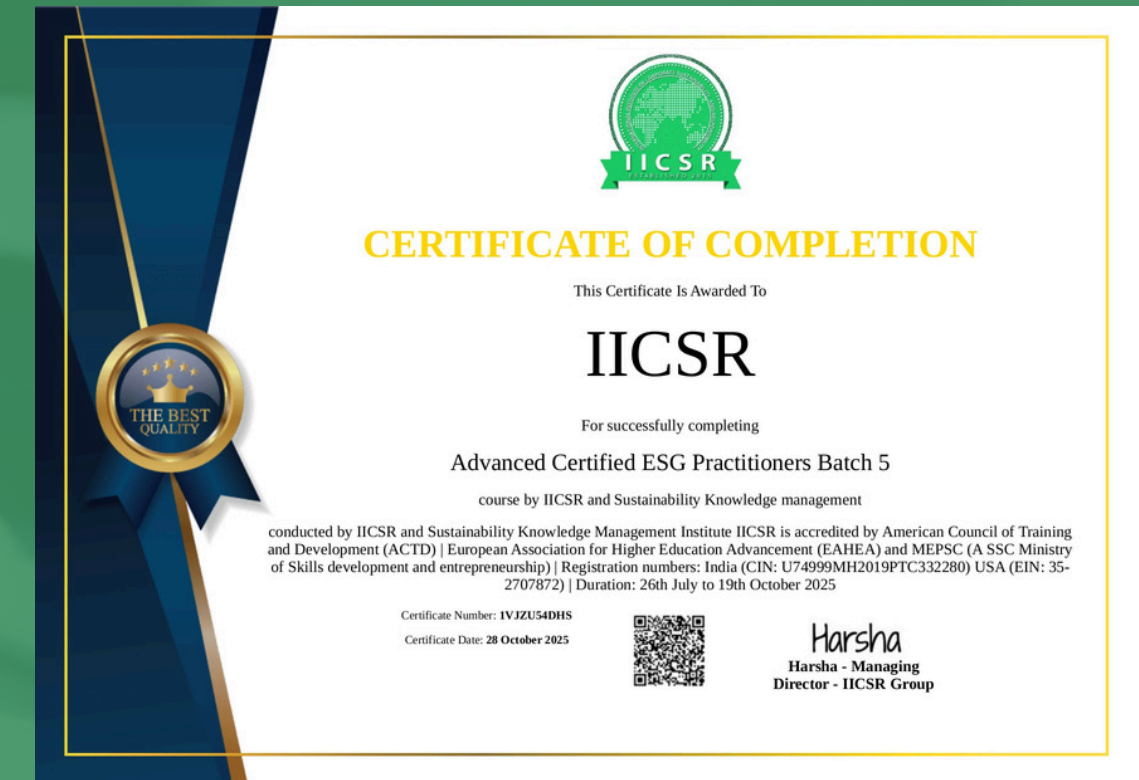 IICSR
CERTIFICATE OF COMPLETION
This Certificate Is Awarded To
IICSR
THE BEST
QUALITY
For successfully completing
Advanced Certified ESG Practitioners Batch 5
course by IICSR and Sustainability Knowledge management
conducted by IICSR and Sustainability Knowledge Management Institute IICSR is accredited by American Council of Training
and Development (ACTD) | European Association for Higher Education Advancement (EAHEA) and MEPSC (A SSC Ministry
of Skills development and entrepreneurship) | Registration numbers: India (CIN: U74999MH2019PTC332280) USA (EIN: 35-
2707872) | Duration: 26th July to 19th October 2025
Certificate Number: 1VJZU54DHS
Certificate Date: 28 October 2025
Harsha
Harsha - Managing
Director - IICSR Group